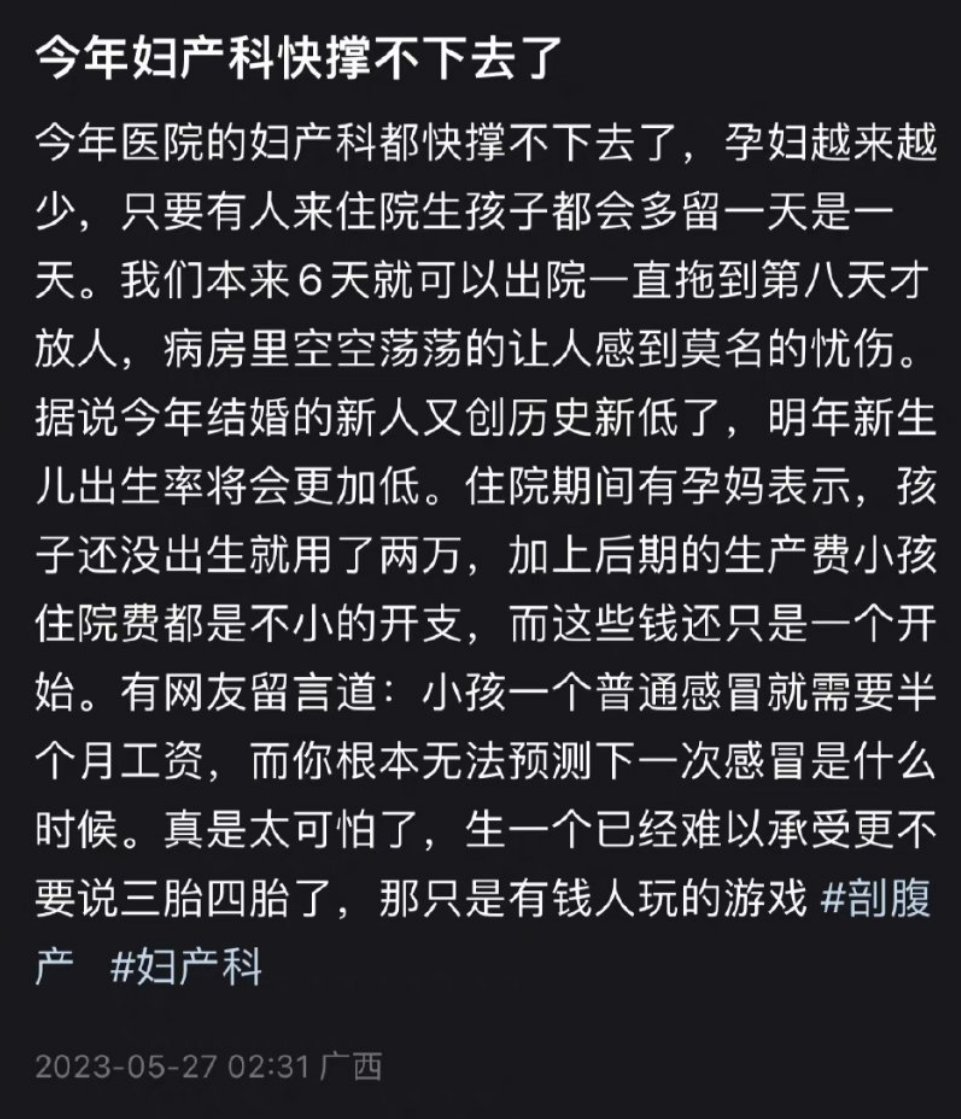 今年妇产科快撑不下去了
今年医院的妇产科都快撑不下去了，孕妇越来越
少，只要有人来住院生孩子都会多留一天是一
天。我们本来6天就可以出院一直拖到第八天才
放人，病房里空空荡荡的让人感到莫名的忧伤。
据说今年结婚的新人又创历史新低了，明年新生
儿出生率将会更加低。住院期间有孕妈表示，孩
子还没出生就用了两万，加上后期的生产费小孩
住院费都是不小的开支，而这些钱还只是一个开
始。有网友留言道：小孩一个普通感冒就需要半
个月工资，而你根本无法预测下一次感冒是什么
时候。真是太可怕了，生一个已经难以承受更不
要说三胎四胎了，那只是有钱人玩的游戏 #剖腹
产 #妇产科
2023-05-27 02:31 广西